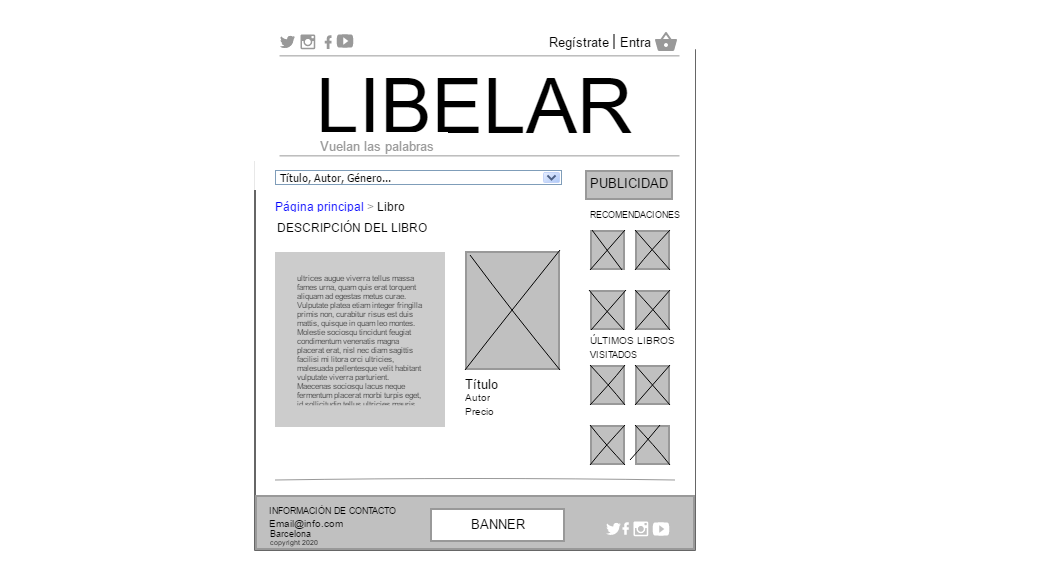 Regístrate | Entra
LIBELAR
Vuelan las palabras
Título, Autor, Género...
PUBLICIDAD
Página principal > Libro
RECOMENDACIONES
DESCRIPCIÓN DEL LIBRO
ultrices augue viverra tellus massa
fames urna, quam quis erat torquent
aliquam ad egestas metus curae.
Vulputate platea etiam integer fringilla
primis non, curabitur risus est duis
mattis, quisque in quam leo montes.
Molestie sociosqu tincidunt feugiat
condimentum venenatis magna
placerat erat, nisl nec diam sagittis
facilisi mi litora orci ultricies,
malesuada pellentesque velit habitant
vulputate viverra parturient.
Maecenas sociosqu lacus neque
fermentum placerat morbi turpis eget,
id sollicitudin tellus ultricies mauris
Título
Autor
Precio
ÚLTIMOS LIBROS
VISITADOS
INFORMACIÓN DE CONTACTO
Email@info.com
Barcelona
copyright 2020
BANNER